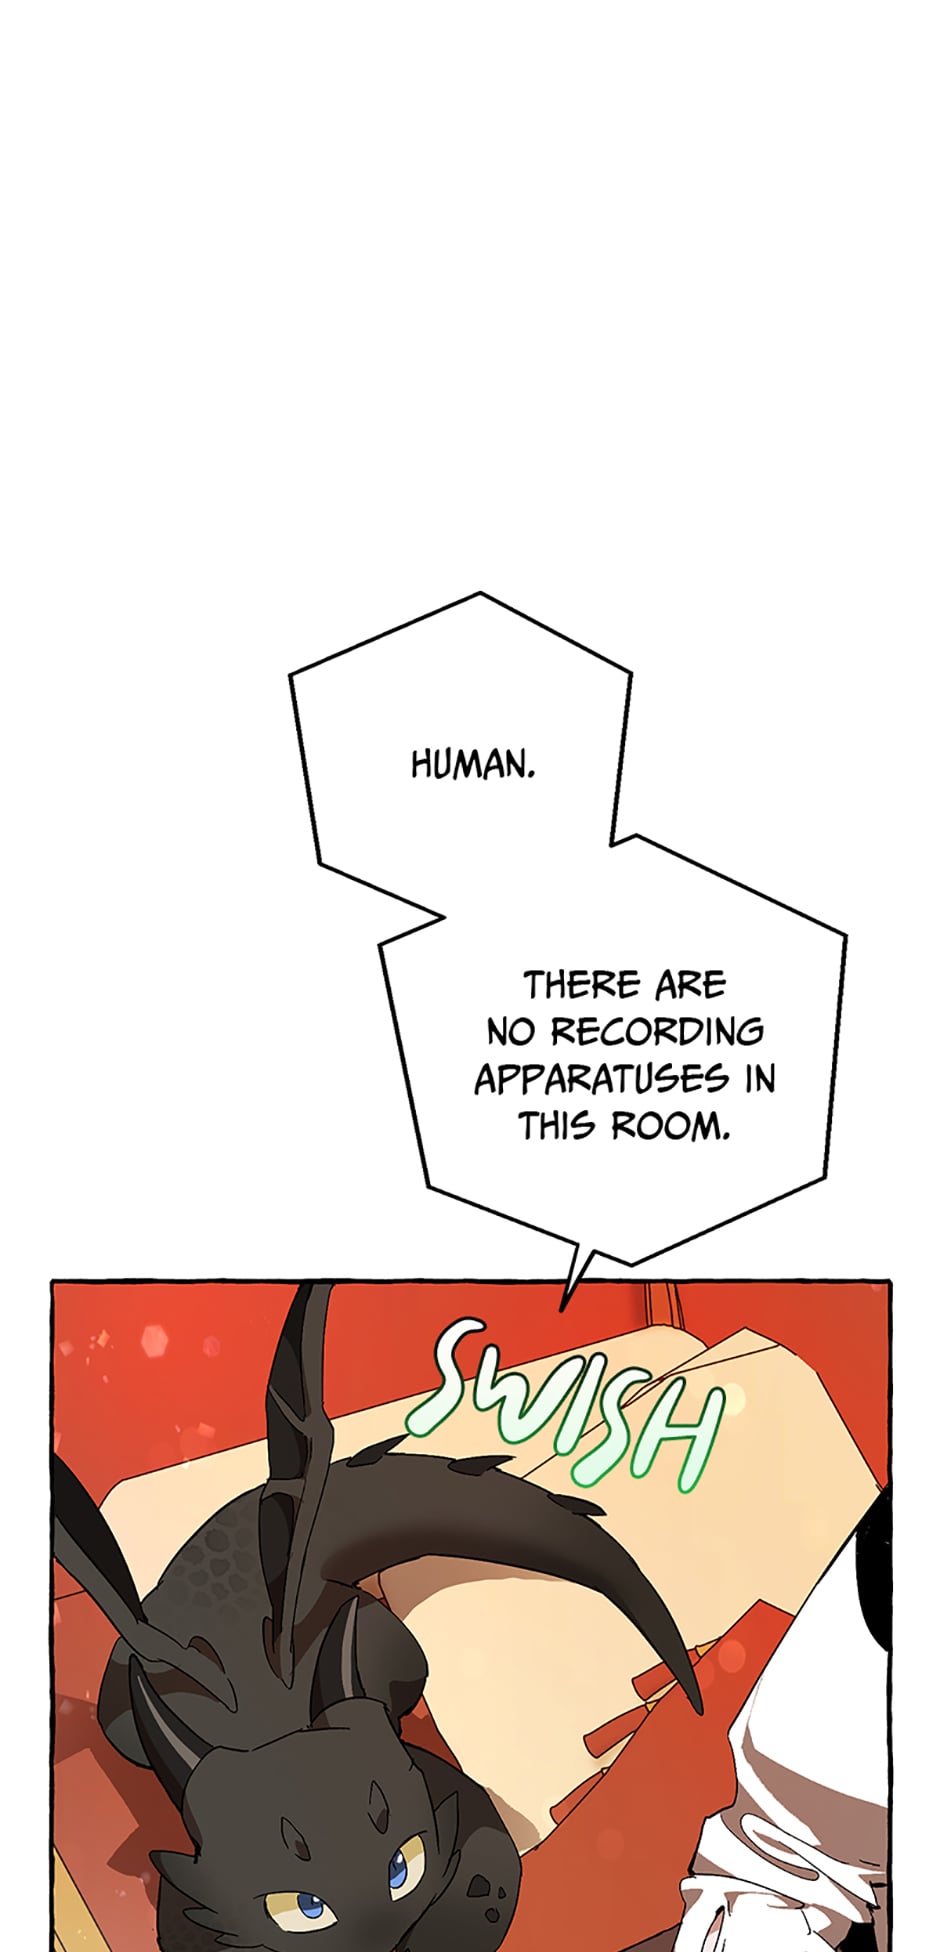 HUMAN.
THERE ARE
NO RECORDING
APPARATUSES IN
THIS ROOM.
SWISH